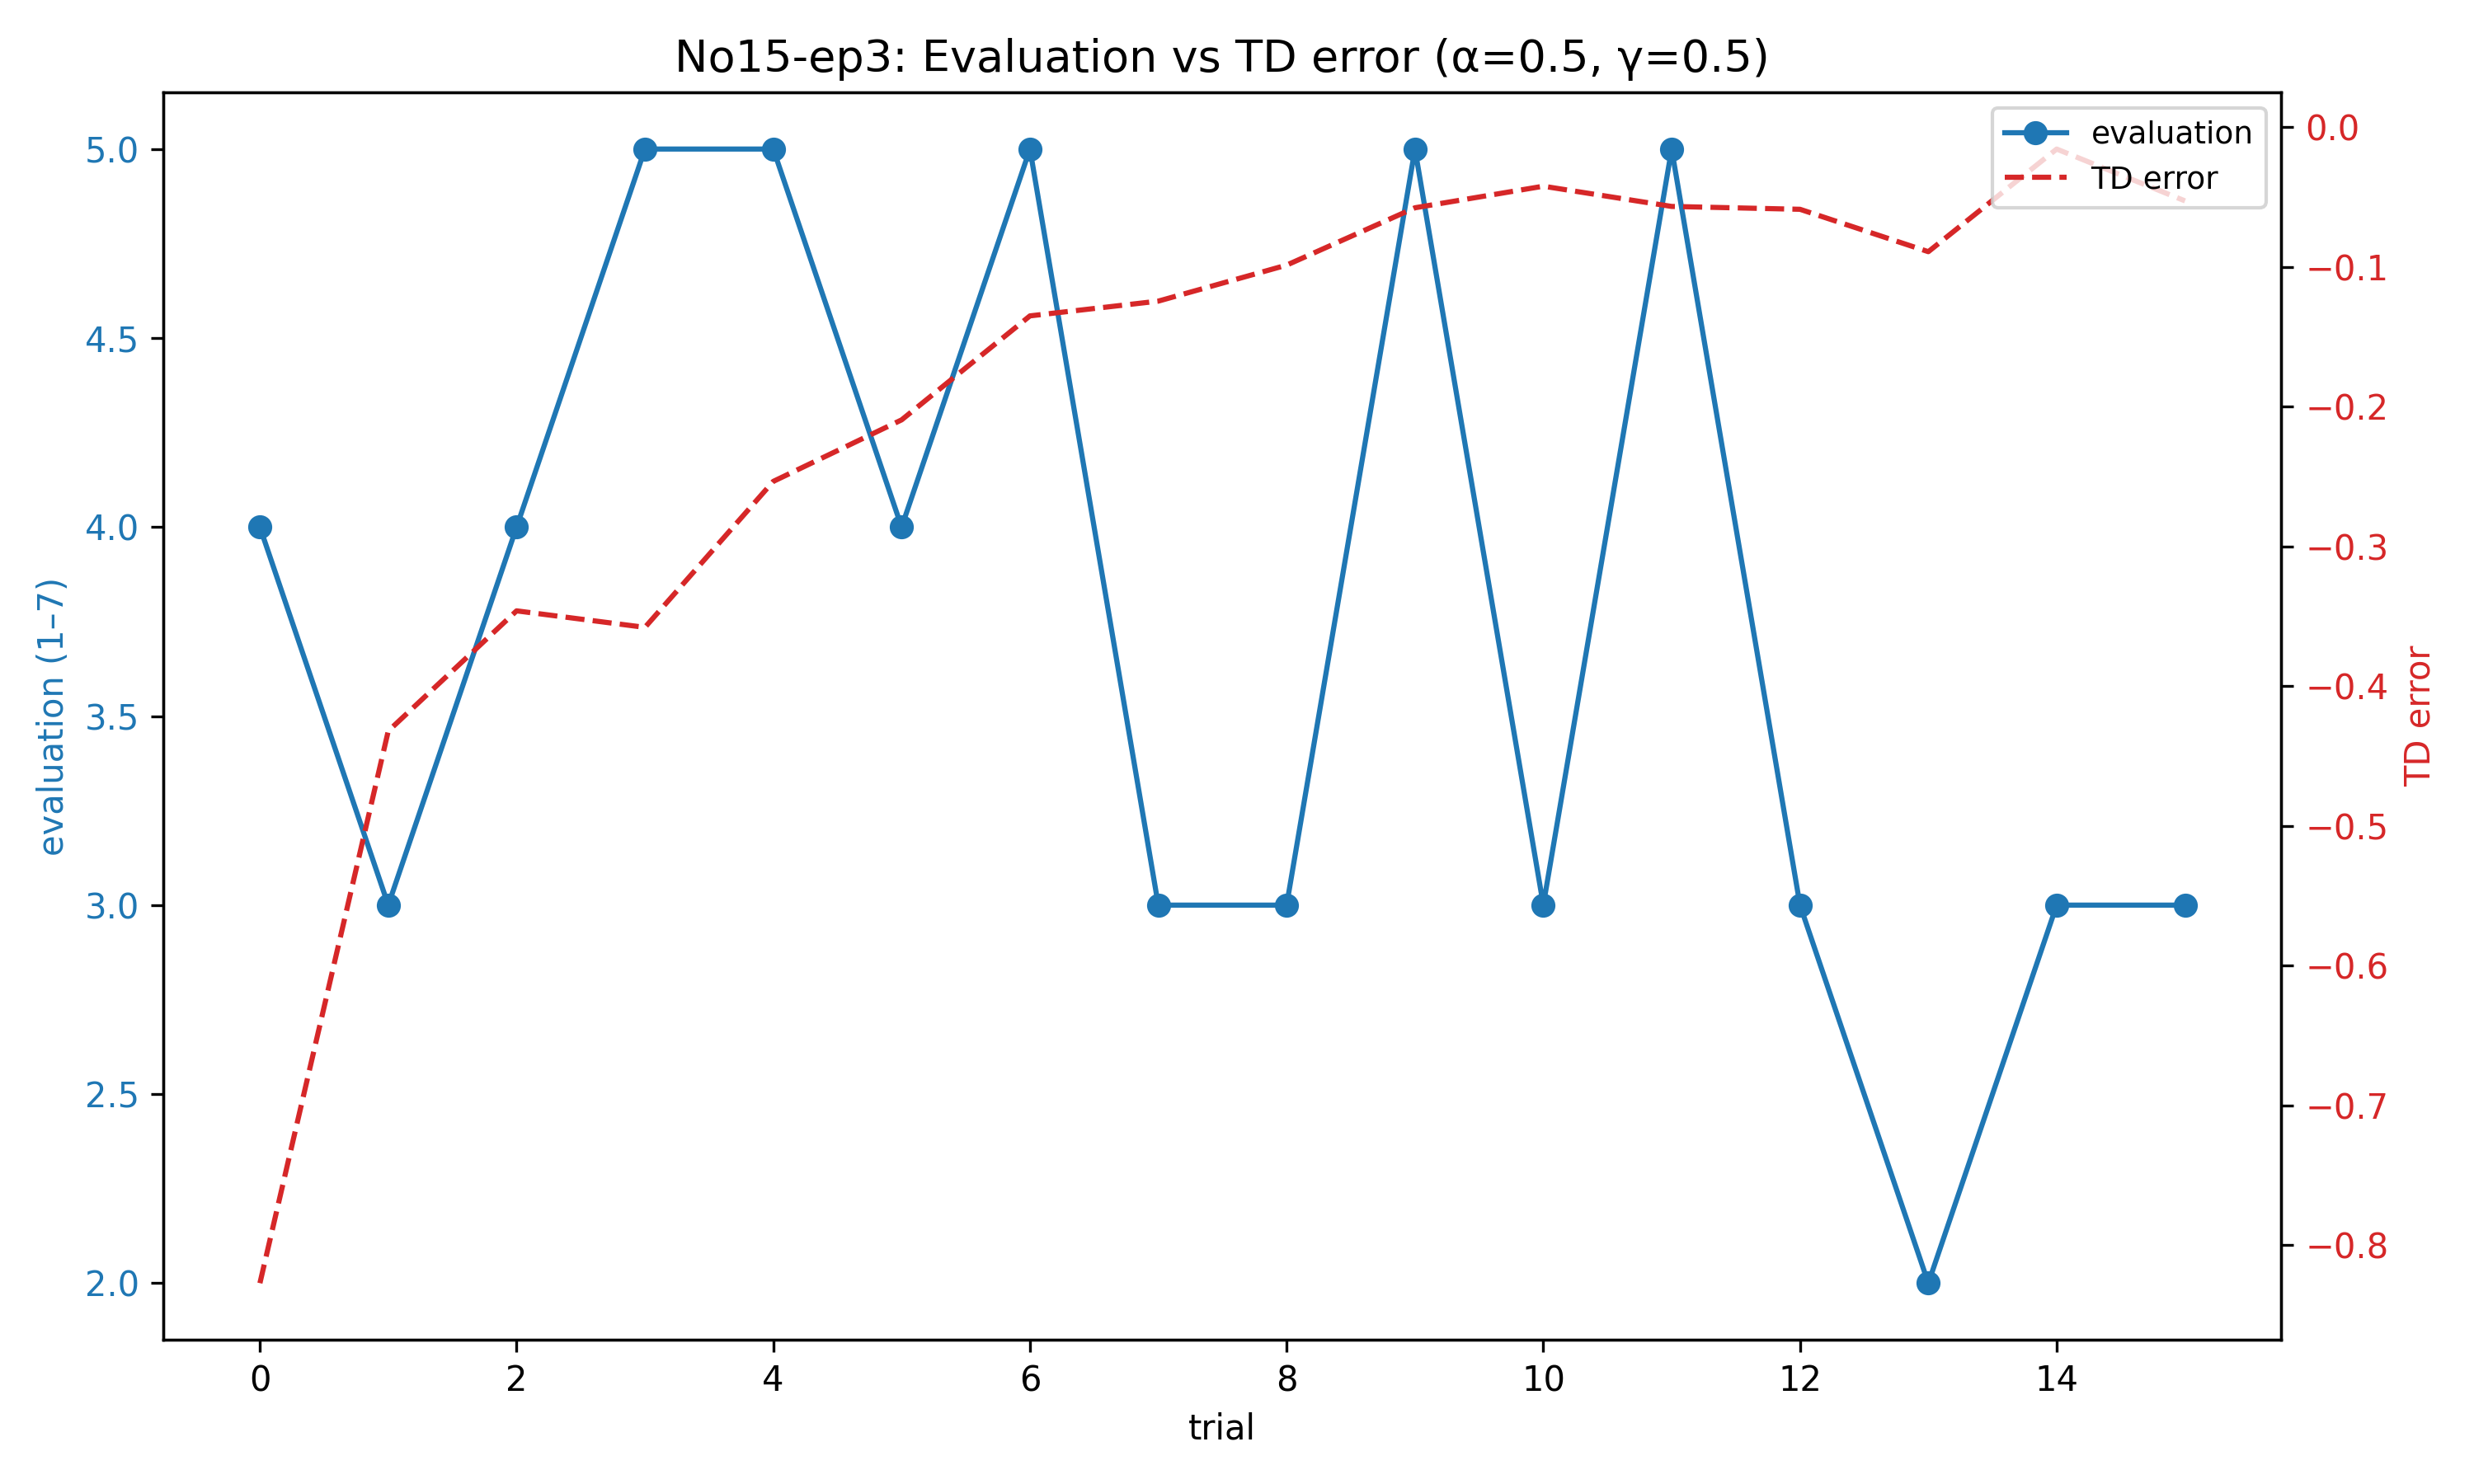 No15-ep3: Evaluation vs TD error (α=0.5, γ=0.5)
evaluation
TD error
5.0
4.5
4.0
3.5
3.0
2.5
2.0
evaluation (1–7)
0.0
−0.1
−0.2
−0.3
−0.4
−0.5
−0.6
−0.7
−0.8
TD error
0 2 4 6 8 10 12 14
trial